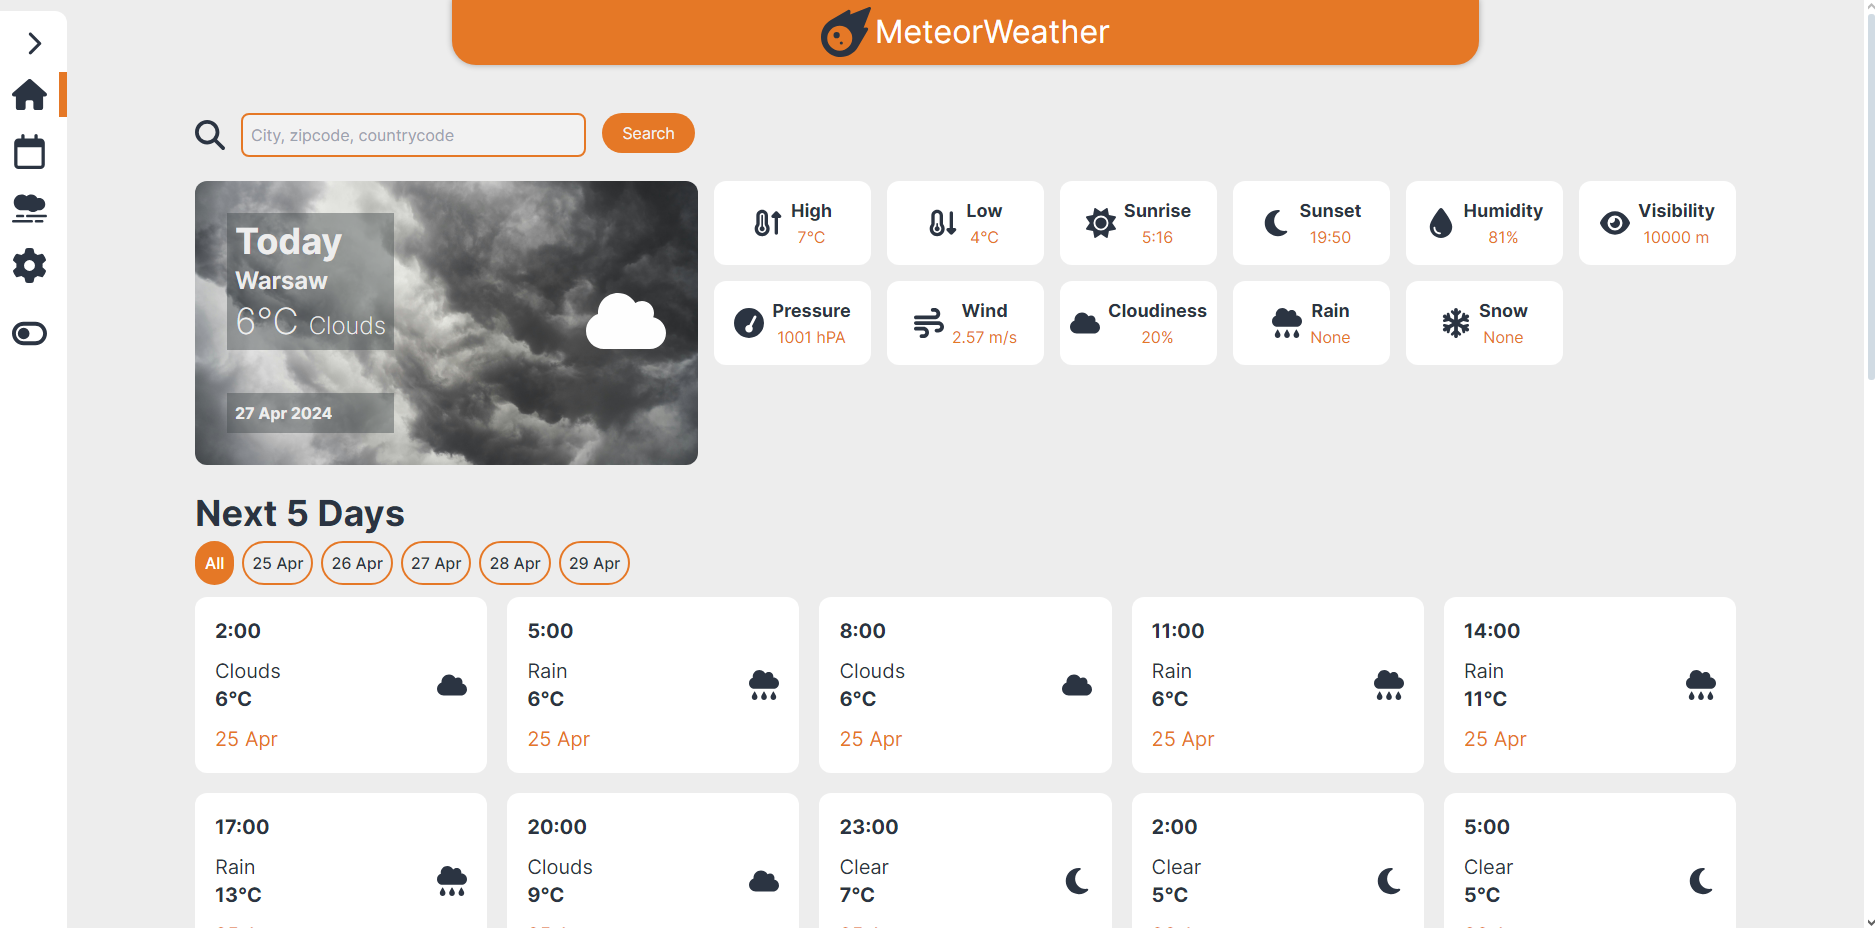 MeteorWeather
City, zipcode, countrycode
Search
Today
Warsaw
6°C Clouds
27 Apr 2024
High
7°C
Low
4°C
Sunrise
5:16
Sunset
19:50
Humidity
81%
Visibility
10000 m
Pressure
1001 hPA
Wind
2.57 m/s
Cloudiness
20%
Rain
None
Snow
None
Next 5 Days
All
25 Apr
26 Apr
27 Apr
28 Apr
29 Apr
2:00
Clouds
6°C
25 Apr
5:00
Rain
6°C
25 Apr
8:00
Clouds
6°C
25 Apr
11:00
Rain
6°C
25 Apr
14:00
Rain
11°C
25 Apr
17:00
Rain
13°C
20:00
Clouds
9°C
23:00
Clear
7°C
2:00
Clear
5°C
5:00
Clear
5°C